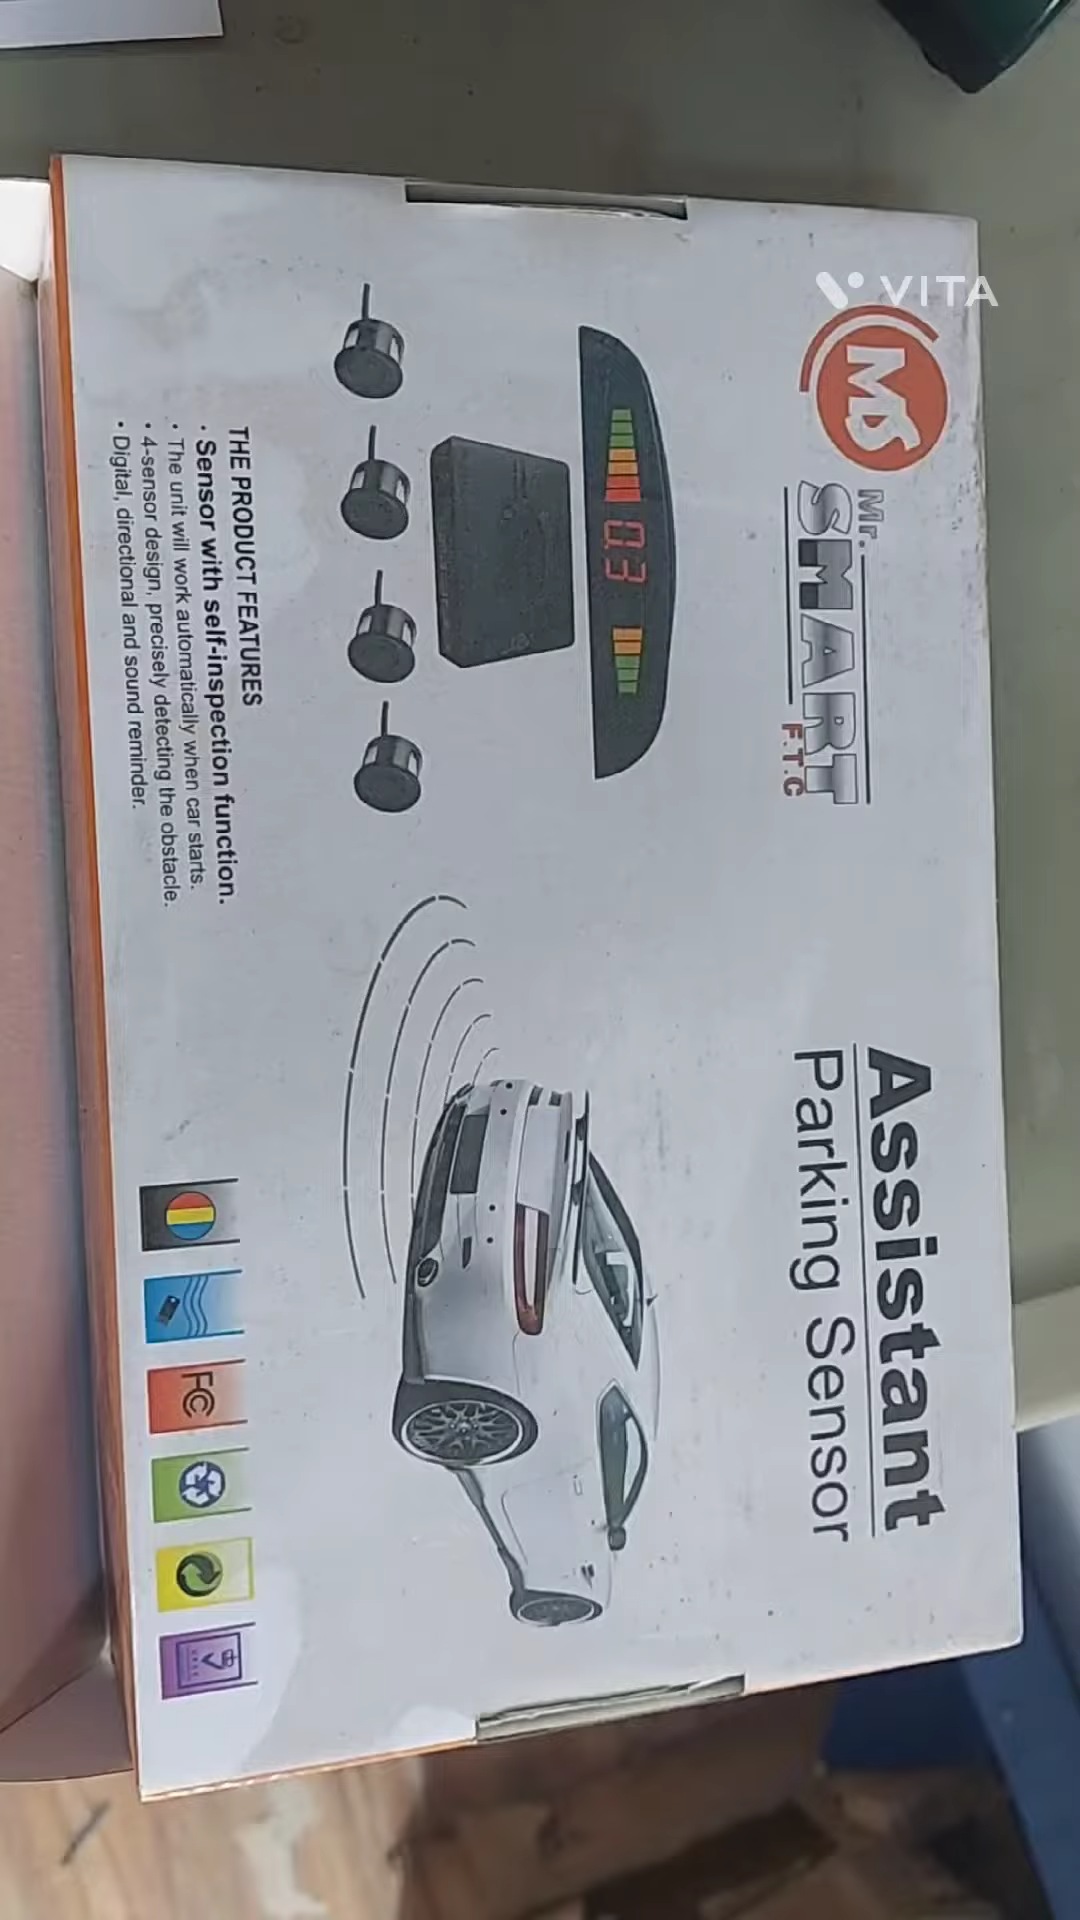 VITA
MS
Mr.
SMART
F.T.C
Assistant
Parking Sensor
03
THE PRODUCT FEATURES
· Sensor with self-inspection function.
· The unit will work automatically when car starts.
• 4-sensor design, precisely detecting the obstacle.
• Digital, directional and sound reminder.
FC